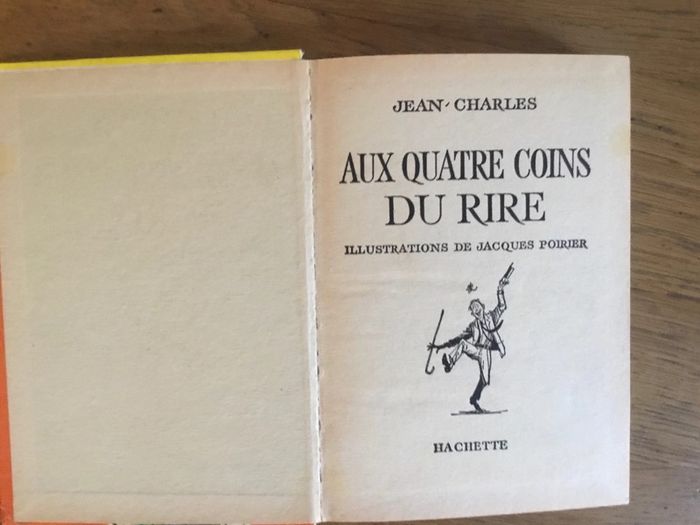 JEAN-CHARLES
AUX QUATRE COINS
DU RIRE
ILLUSTRATIONS DE JACQUES POIRIER
HACHETTE